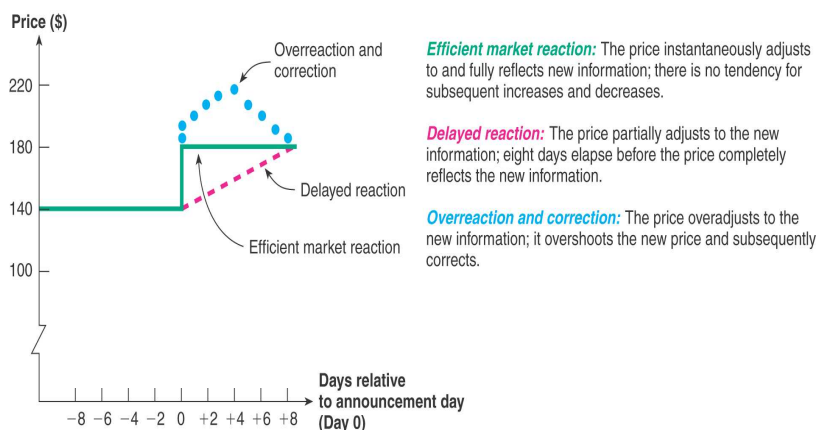 Price ($)
220
180
140
100
Overreaction and
correction
Delayed reaction
Efficient market reaction
−8 −6 −4 −2 0 +2 +4 +6 +8
Days relative
to announcement day
(Day 0)
Efficient market reaction: The price instantaneously adjusts
to and fully reflects new information; there is no tendency for
subsequent increases and decreases.
Delayed reaction: The price partially adjusts to the new
information; eight days elapse before the price completely
reflects the new information.
Overreaction and correction: The price overadjusts to the
new information; it overshoots the new price and subsequently
corrects.